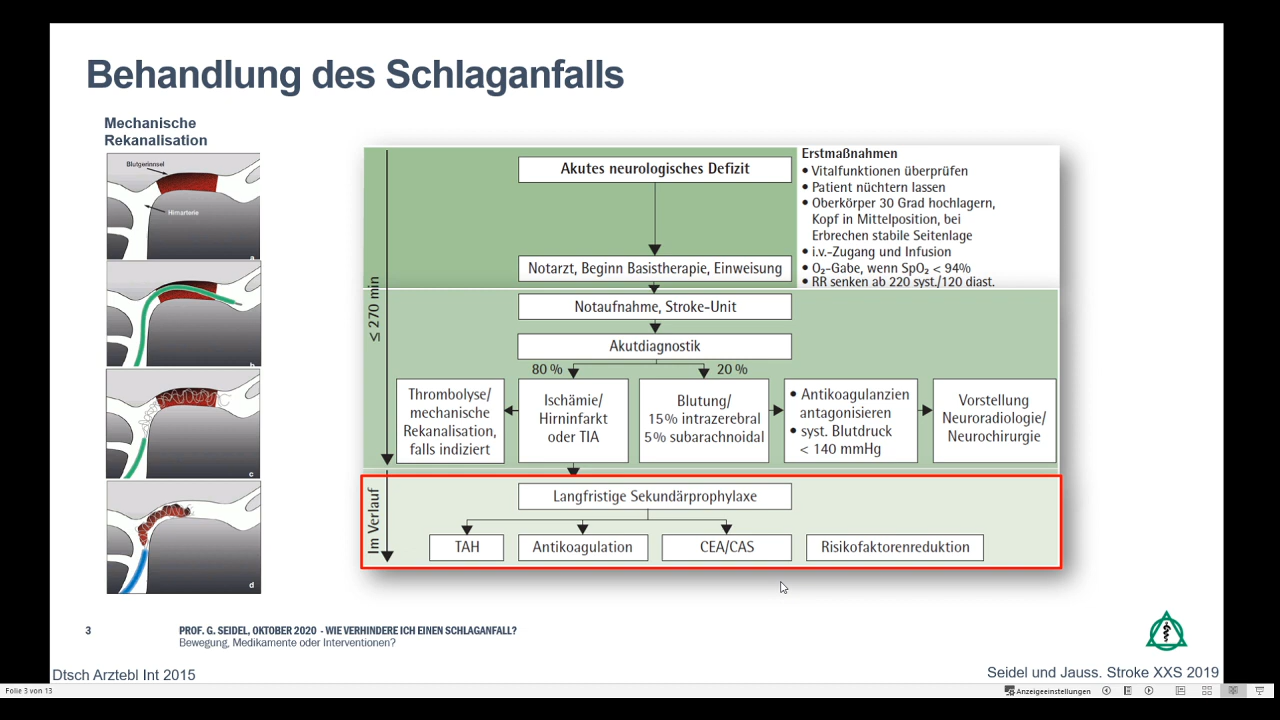 Behandlung des Schlaganfalls
Mechanische
Rekanalisation
Blutgerinnsel
Hirnarterie
a
b
c
d
≤ 270 min
Akutes neurologisches Defizit
Notarzt, Beginn Basistherapie, Einweisung
Erstmaßnahmen
• Vitalfunktionen überprüfen
• Patient nüchtern lassen
• Oberkörper 30 Grad hochlagern,
Kopf in Mittelposition, bei
Erbrechen stabile Seitenlage
• i.v.-Zugang und Infusion
• O₂-Gabe, wenn SpO₂ < 94%
• RR senken ab 220 syst./120 diast.
Notaufnahme, Stroke-Unit
Akutdiagnostik
80 %
20 %
Thrombolyse/
mechanische
Rekanalisation,
falls indiziert
Ischämie/
Hirninfarkt
oder TIA
Blutung/
15% intrazerebral
5% subarachnoidal
• Antikoagulanzien
antagonisieren
• syst. Blutdruck
< 140 mmHg
Vorstellung
Neuroradiologie/
Neurochirurgie
Im Verlauf
Langfristige Sekundärprophylaxe
TAH
Antikoagulation
CEA/CAS
Risikofaktorenreduktion
3
PROF. G. SEIDEL, OKTOBER 2020 - WIE VERHINDERE ICH EINEN SCHLAGANFALL?
Bewegung, Medikamente oder Interventionen?
Dtsch Arztebl Int 2015
Seidel und Jauss. Stroke XXS 2019
Folie 3 von 13
Anzeigeeinstellungen